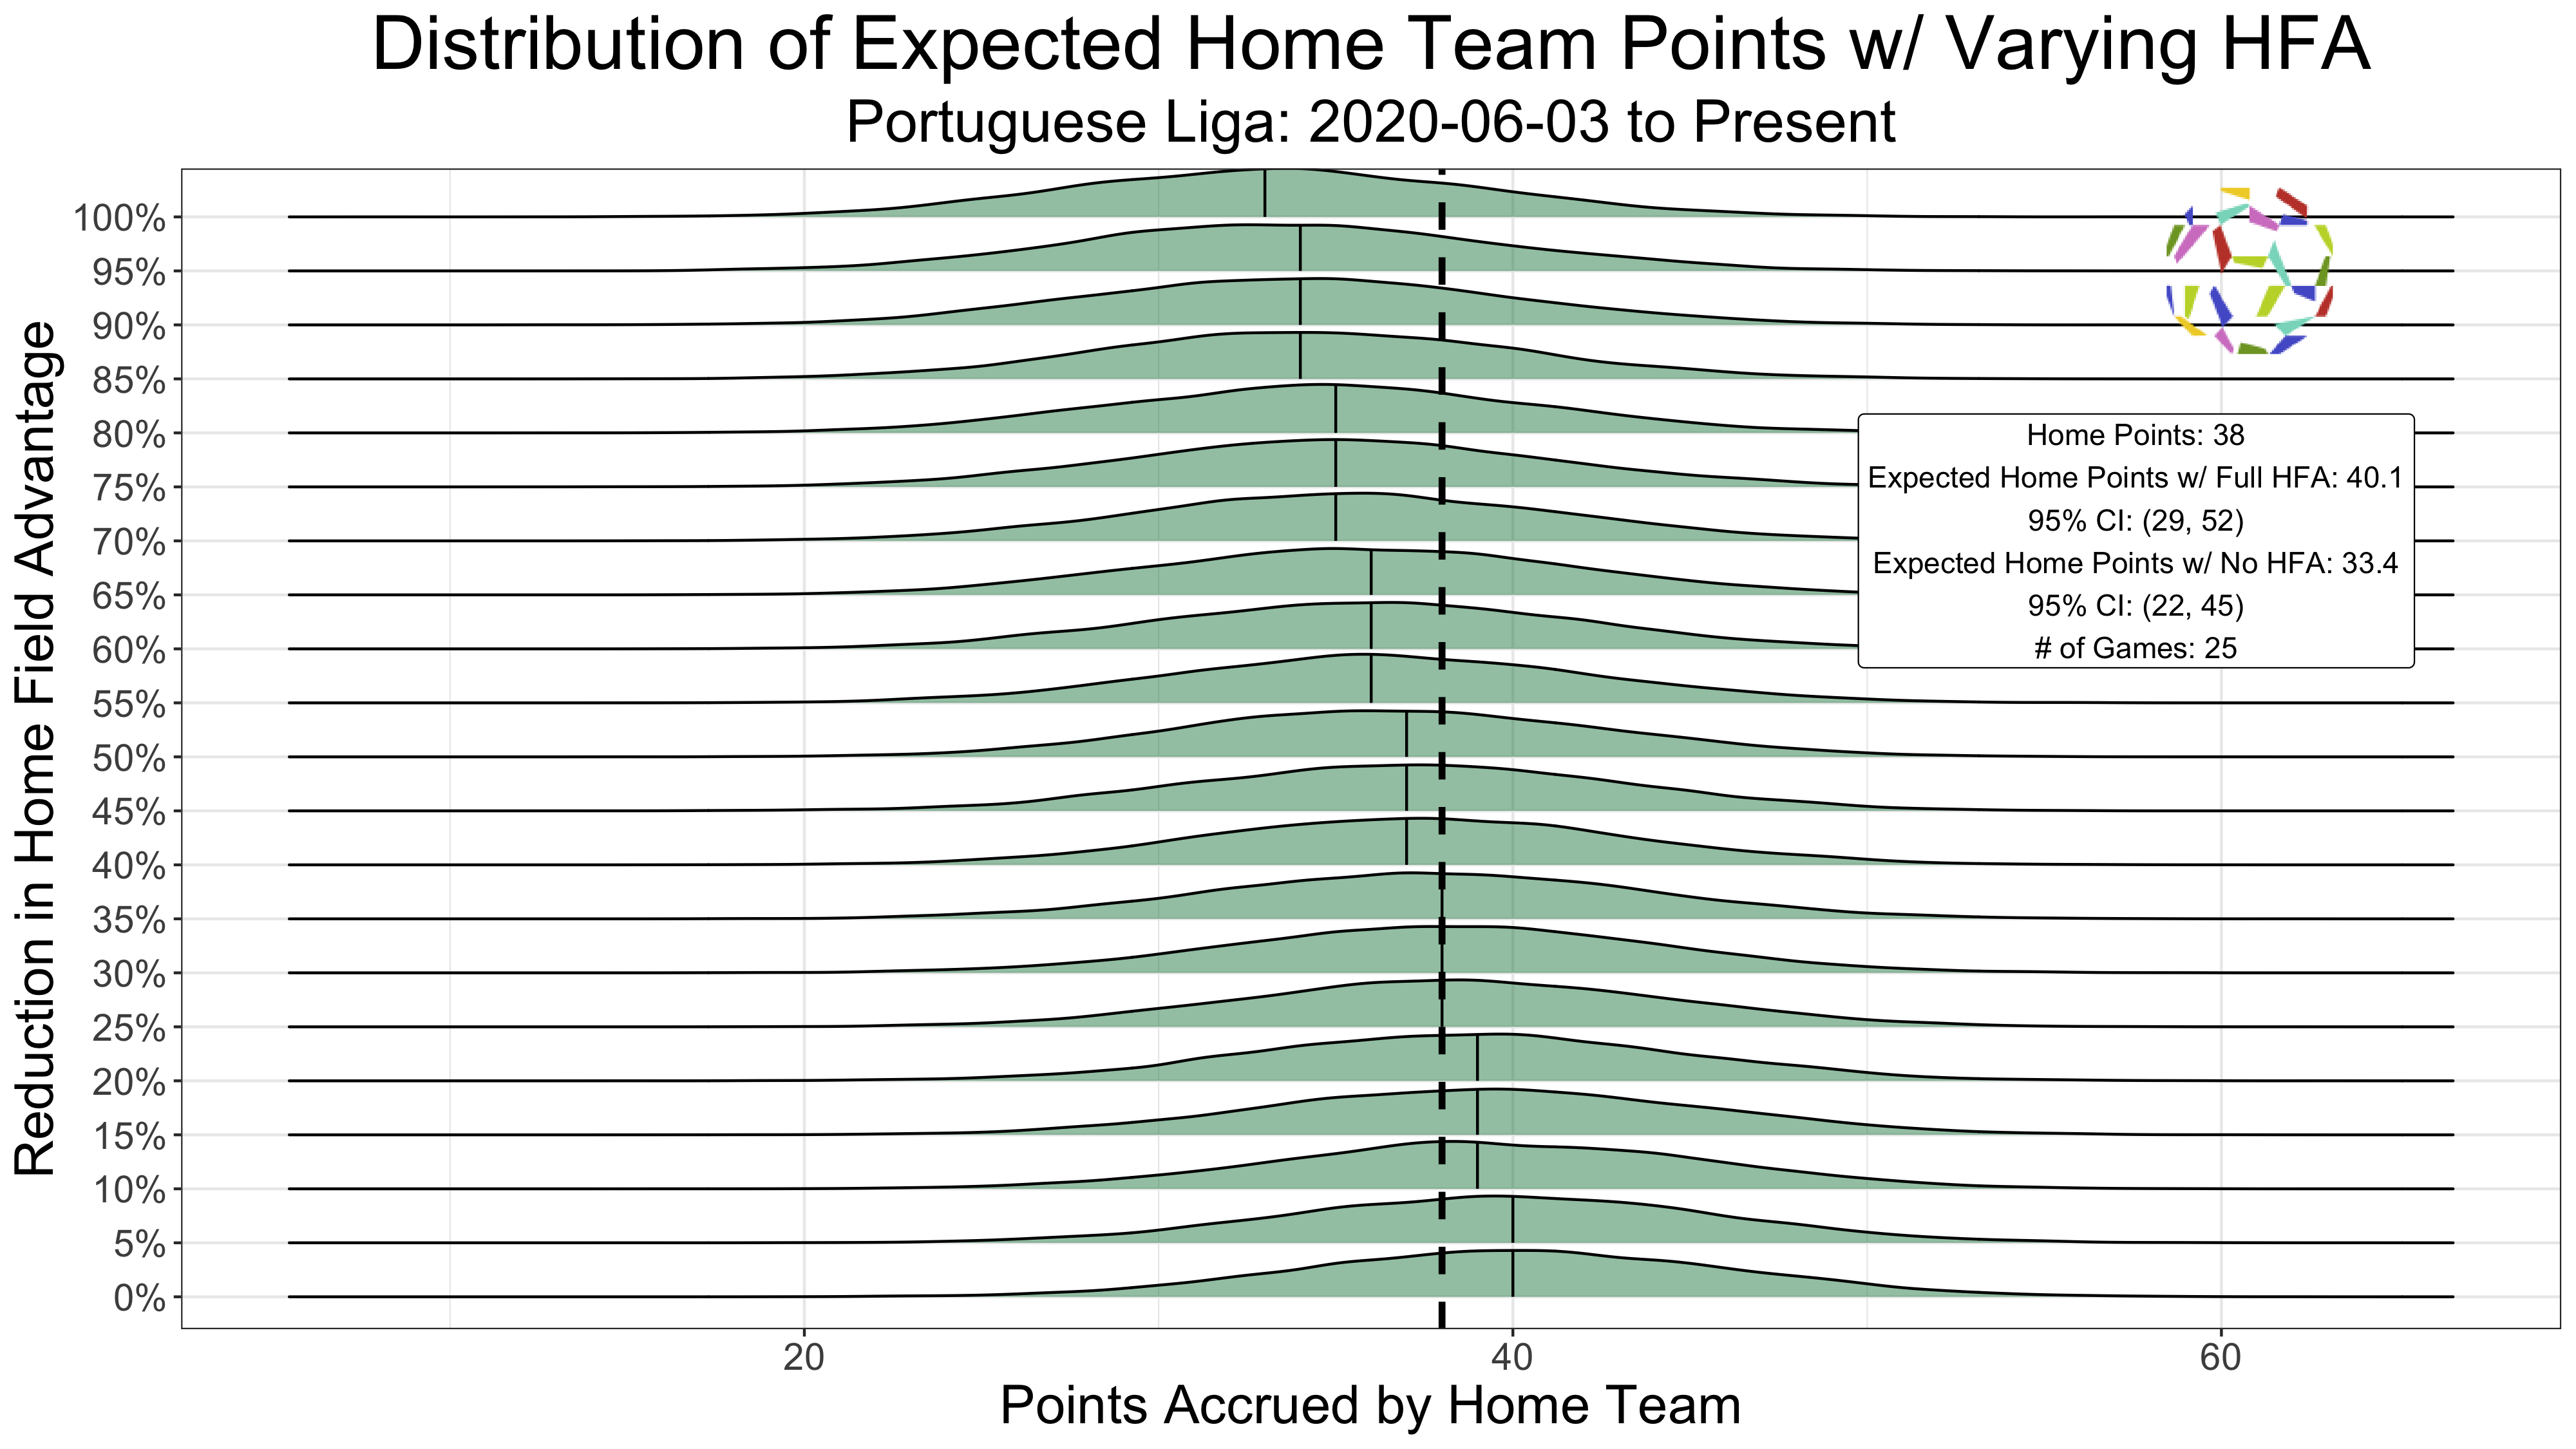 Distribution of Expected Home Team Points w/ Varying HFA
Portuguese Liga: 2020-06-03 to Present
Reduction in Home Field Advantage
100%
95%
90%
85%
80%
75%
70%
65%
60%
55%
50%
45%
40%
35%
30%
25%
20%
15%
10%
5%
0%
Home Points: 38
Expected Home Points w/ Full HFA: 40.1
95% CI: (29, 52)
Expected Home Points w/ No HFA: 33.4
95% CI: (22, 45)
# of Games: 25
20
40
60
Points Accrued by Home Team